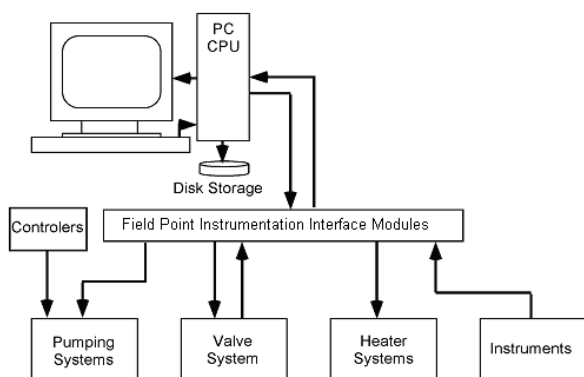 PC
CPU
Disk Storage
Field Point Instrumentation Interface Modules
Controlers
Pumping
Systems
Valve
System
Heater
Systems
Instruments